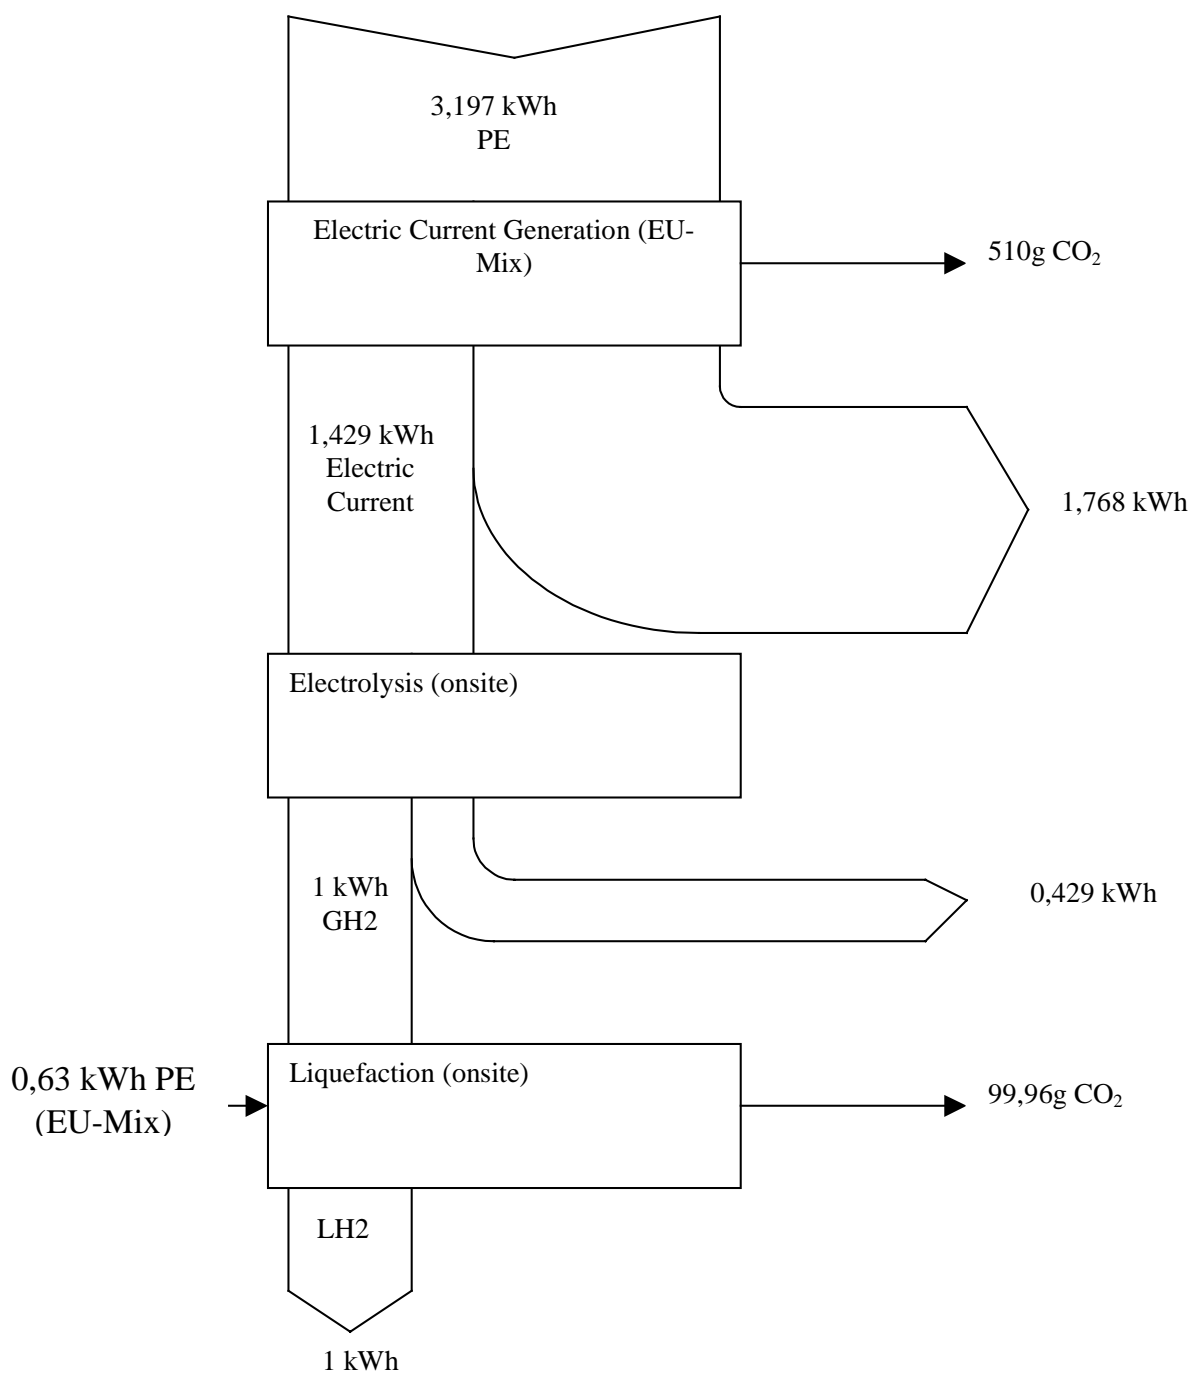 3,197 kWh
PE
Electric Current Generation (EU-
Mix)
510g CO₂
1,429 kWh
Electric
Current
1,768 kWh
Electrolysis (onsite)
1 kWh
GH2
0,429 kWh
0,63 kWh PE
(EU-Mix)
Liquefaction (onsite)
99,96g CO₂
LH2
1 kWh